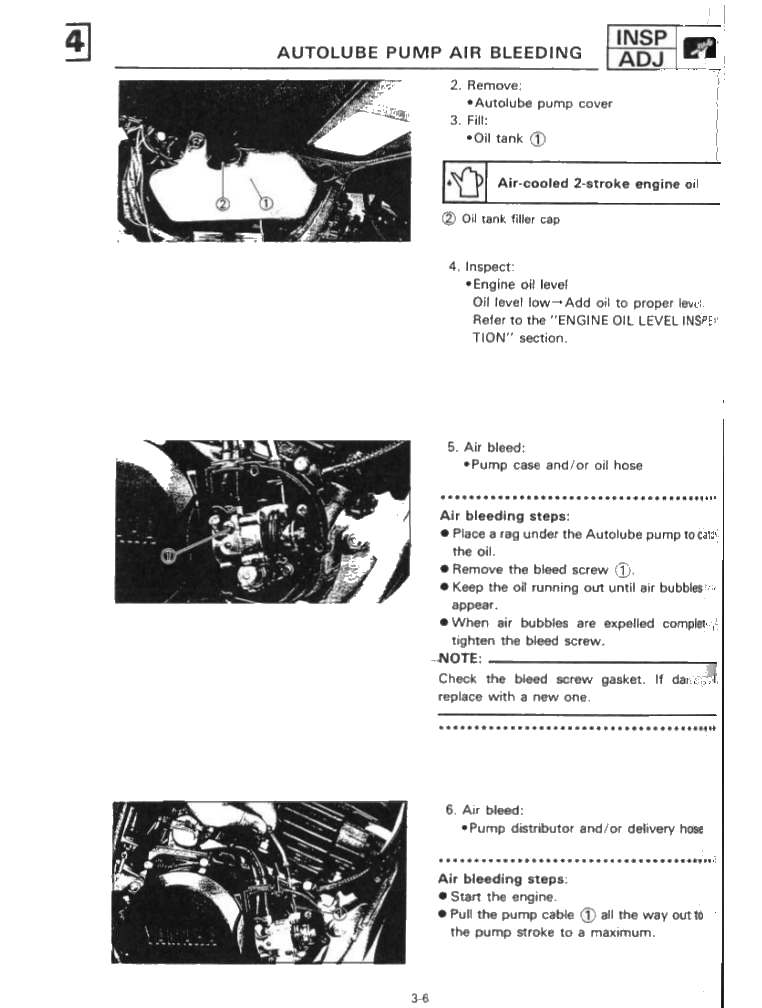 4
AUTOLUBE PUMP AIR BLEEDING
INSP
ADJ
2. Remove:
•Autolube pump cover
3. Fill:
•Oil tank ①
Air-cooled 2-stroke engine oil
② Oil tank filler cap
② ①
4. Inspect:
•Engine oil level
Oil level low→Add oil to proper level.
Refer to the "ENGINE OIL LEVEL
TION" section.
5. Air bleed:
•Pump case and/or oil hose
①
Air bleeding steps:
● Place a rag under the Autolube pump to
the oil.
● Remove the bleed screw ①.
● Keep the oil running out until air bubbles
appear.
● When air bubbles are expelled
tighten the bleed screw.
NOTE:
Check the bleed screw gasket. If
replace with a new one.
6. Air bleed:
•Pump distributor and/or delivery hose
Air bleeding steps:
● Start the engine.
● Pull the pump cable ① all the way out to
the pump stroke to a maximum.
3-6